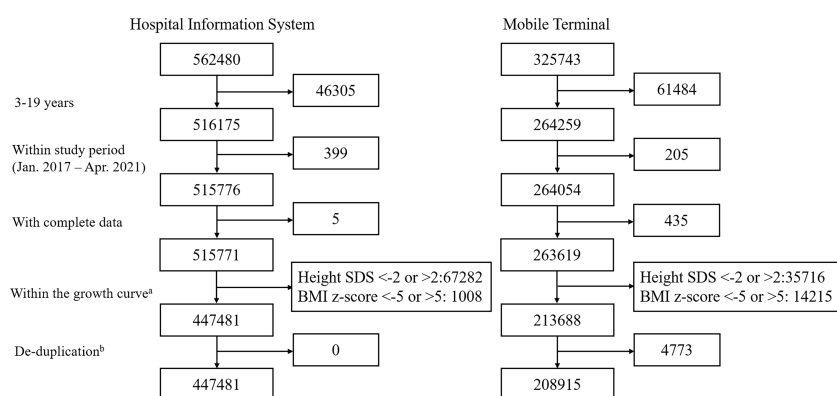 Hospital Information System
Mobile Terminal
562480
325743
3-19 years
46305
61484
516175
264259
Within study period
(Jan. 2017 – Apr. 2021)
399
205
515776
264054
With complete data
5
435
515771
263619
Within the growth curveᵃ
Height SDS <-2 or >2:67282
BMI z-score <-5 or >5: 1008
Height SDS <-2 or >2:35716
BMI z-score <-5 or >5: 14215
447481
213688
De-duplicationᵇ
0
4773
447481
208915